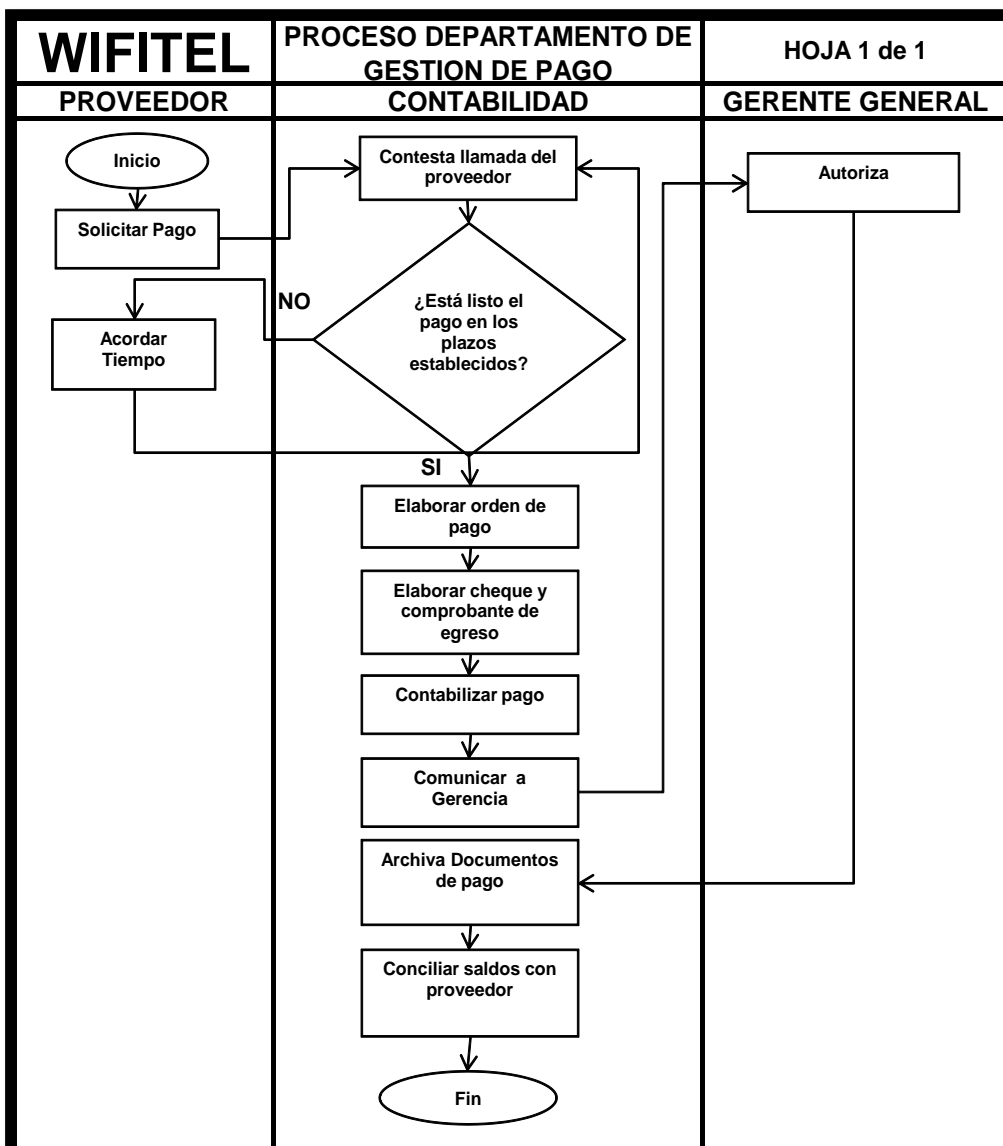 WIFITEL
PROCESO DEPARTAMENTO DE
GESTION DE PAGO
HOJA 1 de 1
PROVEEDOR
CONTABILIDAD
GERENTE GENERAL
Inicio
Solicitar Pago
Contesta llamada del
proveedor
Autoriza
NO
¿Está listo el
pago en los
plazos
establecidos?
Acordar
Tiempo
SI
Elaborar orden de
pago
Elaborar cheque y
comprobante de
egreso
Contabilizar pago
Comunicar a
Gerencia
Archiva Documentos
de pago
Conciliar saldos con
proveedor
Fin